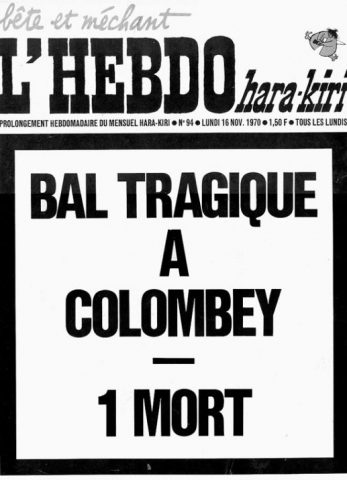 bête et méchant
L'HEBDO hara-kiri
PROLONGEMENT HEBDOMADAIRE DU MENSUEL HARA-KIRI ● N° 94 ● LUNDI 16 NOV. 1970 ● 1,50 F ● TOUS LES LUNDIS
BAL TRAGIQUE
A
COLOMBEY
—
1 MORT